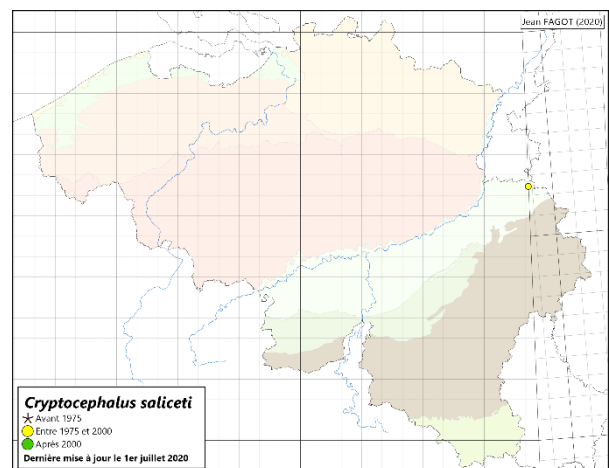 Jean FAGOT (2020)
Cryptocephalus saliceti
Avant 1975
Entre 1975 et 2000
Après 2000
Dernière mise à jour le 1er juillet 2020